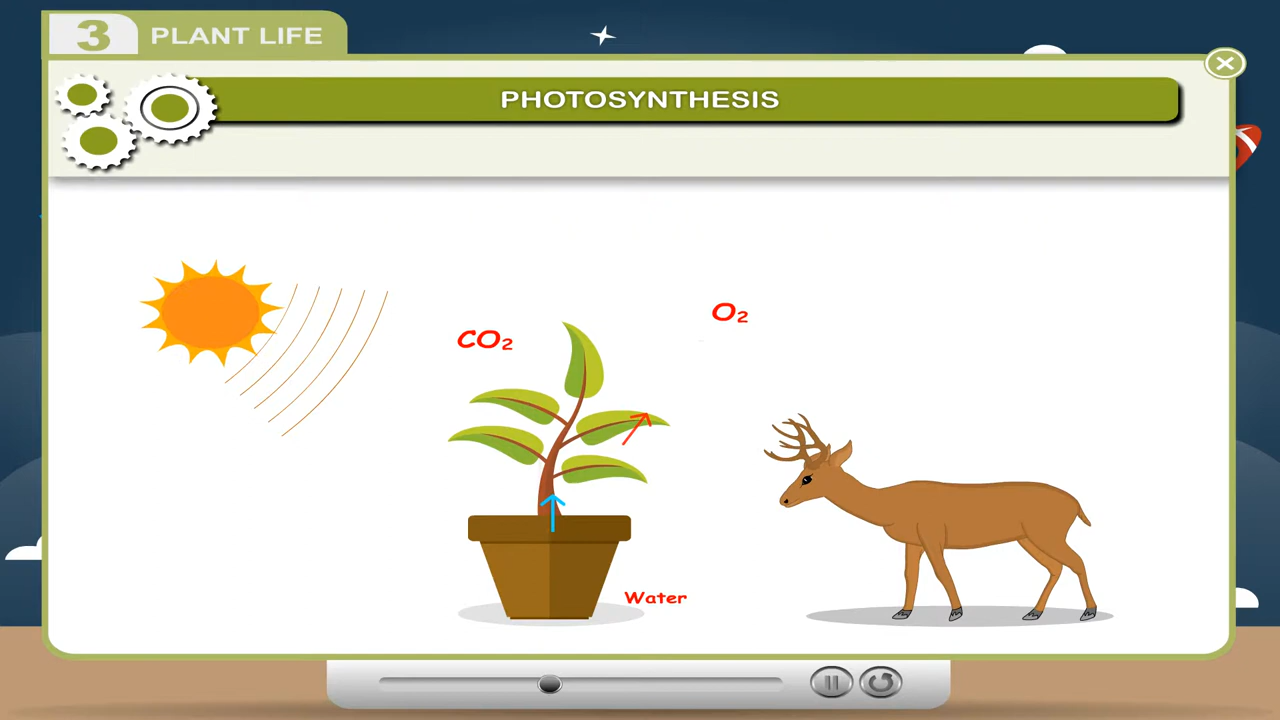 3 PLANT LIFE
PHOTOSYNTHESIS
O₂
CO₂
Water